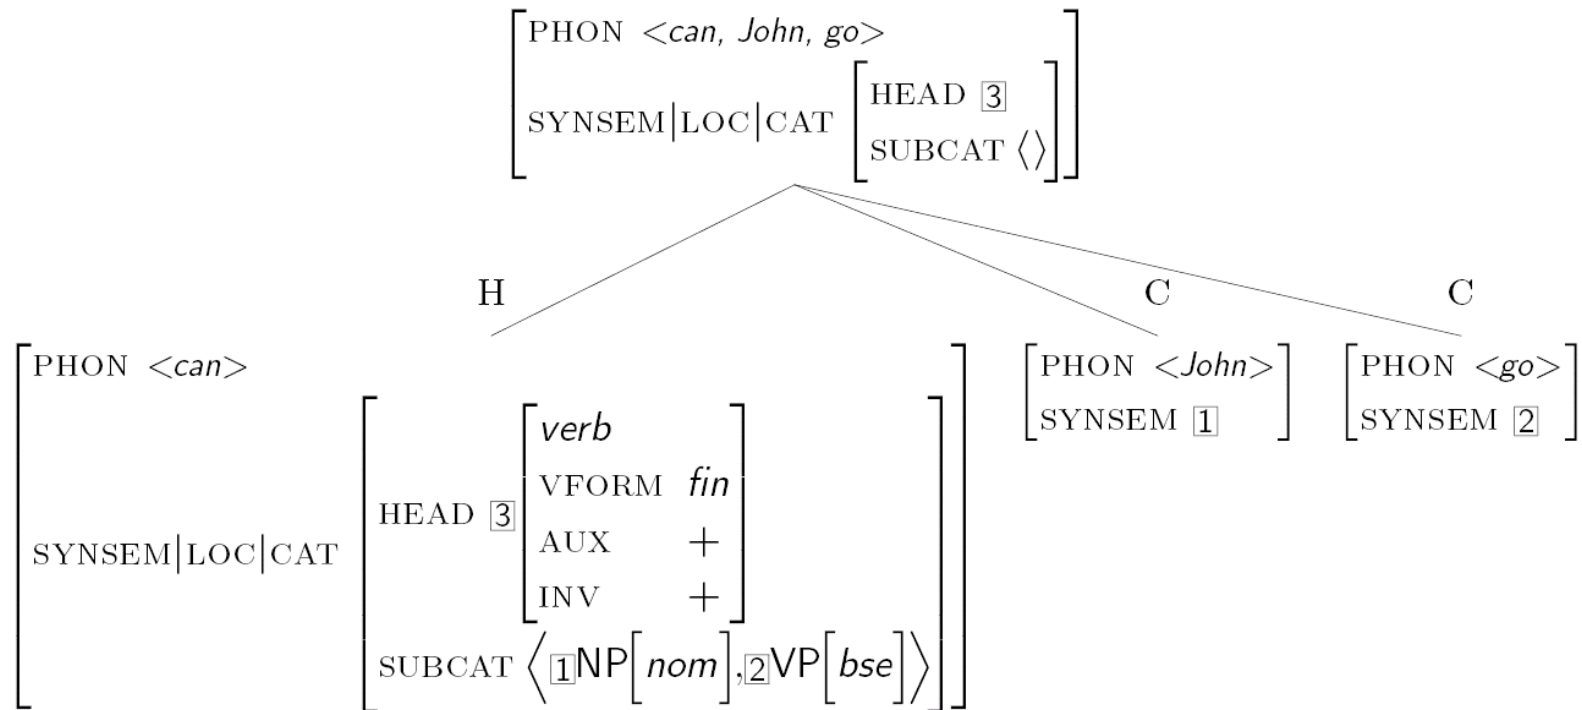 PHON <can, John, go>
SYNSEM|LOC|CAT
HEAD 3
SUBCAT ⟨⟩
H
C
C
PHON <can>
SYNSEM|LOC|CAT
HEAD 3
verb
VFORM fin
AUX +
INV +
SUBCAT ⟨1NP[nom],2VP[bse]⟩
PHON <John>
SYNSEM 1
PHON <go>
SYNSEM 2